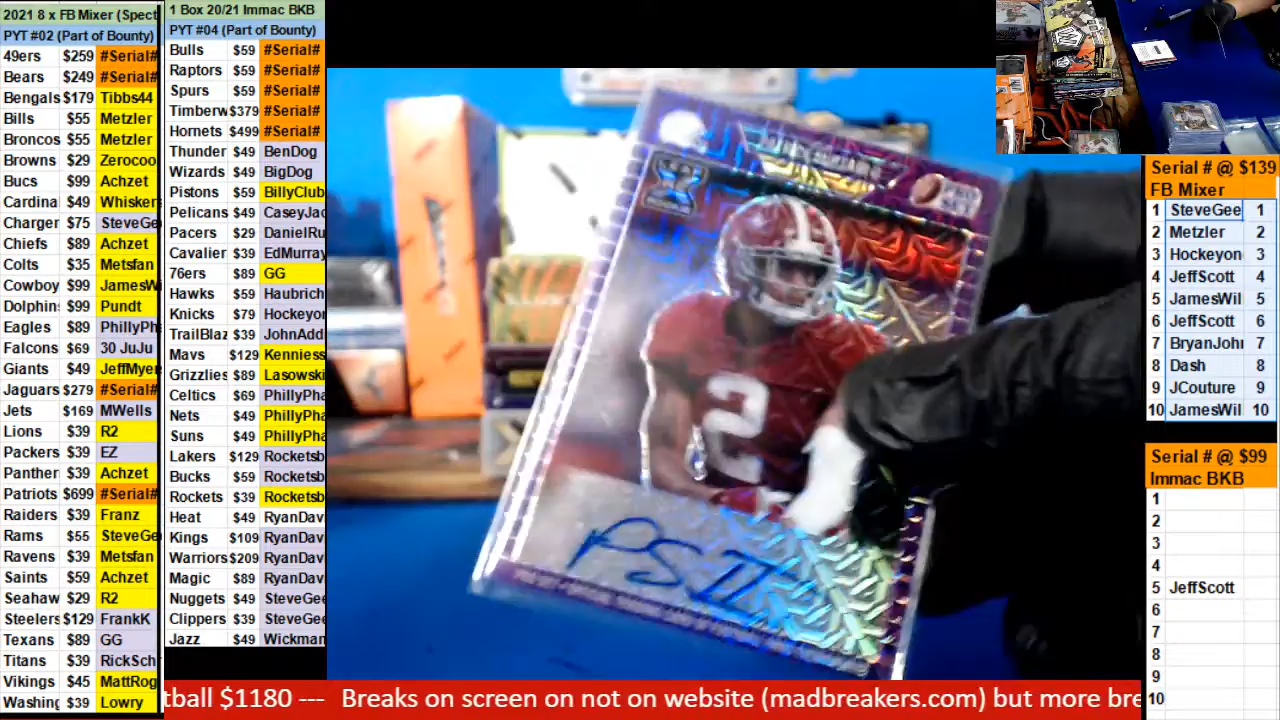 2021 8 x FB Mixer (Spect
PYT #02 (Part of Bounty)
49ers $259 #Serial#
Bears $249 #Serial#
Bengals $179 Tibbs44
Bills $55 Metzler
Broncos $55 Metzler
Browns $29 Zerocoo
Bucs $99 Achzet
Cardina $49 Whisker
Charger $75 SteveGe
Chiefs $89 Achzet
Colts $35 Metsfan
Cowboy $99 JamesWi
Dolphin $99 Pundt
Eagles $89 PhillyPh
Falcons $69 30 JuJu
Giants $49 JeffMyer
Jaguars $279 #Serial#
Jets $169 MWells
Lions $39 R2
Packers $39 EZ
Panther $39 Achzet
Patriots $699 #Serial#
Raiders $39 Franz
Rams $55 SteveGe
Ravens $39 Metsfan
Saints $59 Achzet
Seahaw $29 R2
Steelers $129 FrankK
Texans $89 GG
Titans $39 RickSch
Vikings $45 MattRog
Washing $39 Lowry
1 Box 20/21 Immac BKB
PYT #04 (Part of Bounty)
Bulls $59 #Serial#
Raptors $59 #Serial#
Spurs $59 #Serial#
Timberw $379 #Serial#
Hornets $499 #Serial#
Thunder $49 BenDog
Wizards $49 BigDog
Pistons $59 BillyClub
Pelicans $49 CaseyJac
Pacers $29 DanielRu
Cavalier $39 EdMurray
76ers $89 GG
Hawks $59 Haubrich
Knicks $79 Hockeyor
TrailBlaz $39 JohnAdd
Mavs $129 Kenniess
Grizzlies $89 Lasowski
Celtics $69 PhillyPha
Nets $49 PhillyPha
Suns $49 PhillyPha
Lakers $129 Rocketsb
Bucks $59 Rocketsb
Rockets $39 Rocketsb
Heat $49 RyanDav
Kings $109 RyanDav
Warriors $209 RyanDav
Magic $89 RyanDav
Nuggets $49 SteveGee
Clippers $39 SteveGee
Jazz $49 Wickman
2
PS II
Serial # @ $139
FB Mixer
1 SteveGee 1
2 Metzler 2
3 Hockeyon 3
4 JeffScott 4
5 JamesWil 5
6 JeffScott 6
7 BryanJohn 7
8 Dash 8
9 JCouture 9
10 JamesWil 10
Serial # @ $99
Immac BKB
1
2
3
4
5 JeffScott
6
7
8
9
10
tball $1180 --- Breaks on screen on not on website (madbreakers.com) but more bre